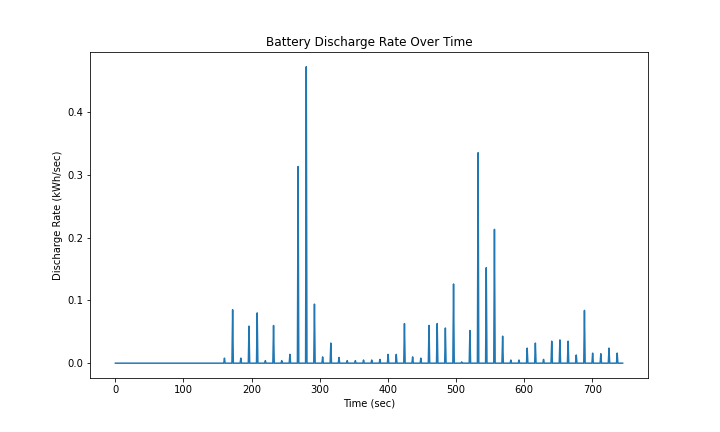 Battery Discharge Rate Over Time
Discharge Rate (kWh/sec)
0.4
0.3
0.2
0.1
0.0
0 100 200 300 400 500 600 700
Time (sec)